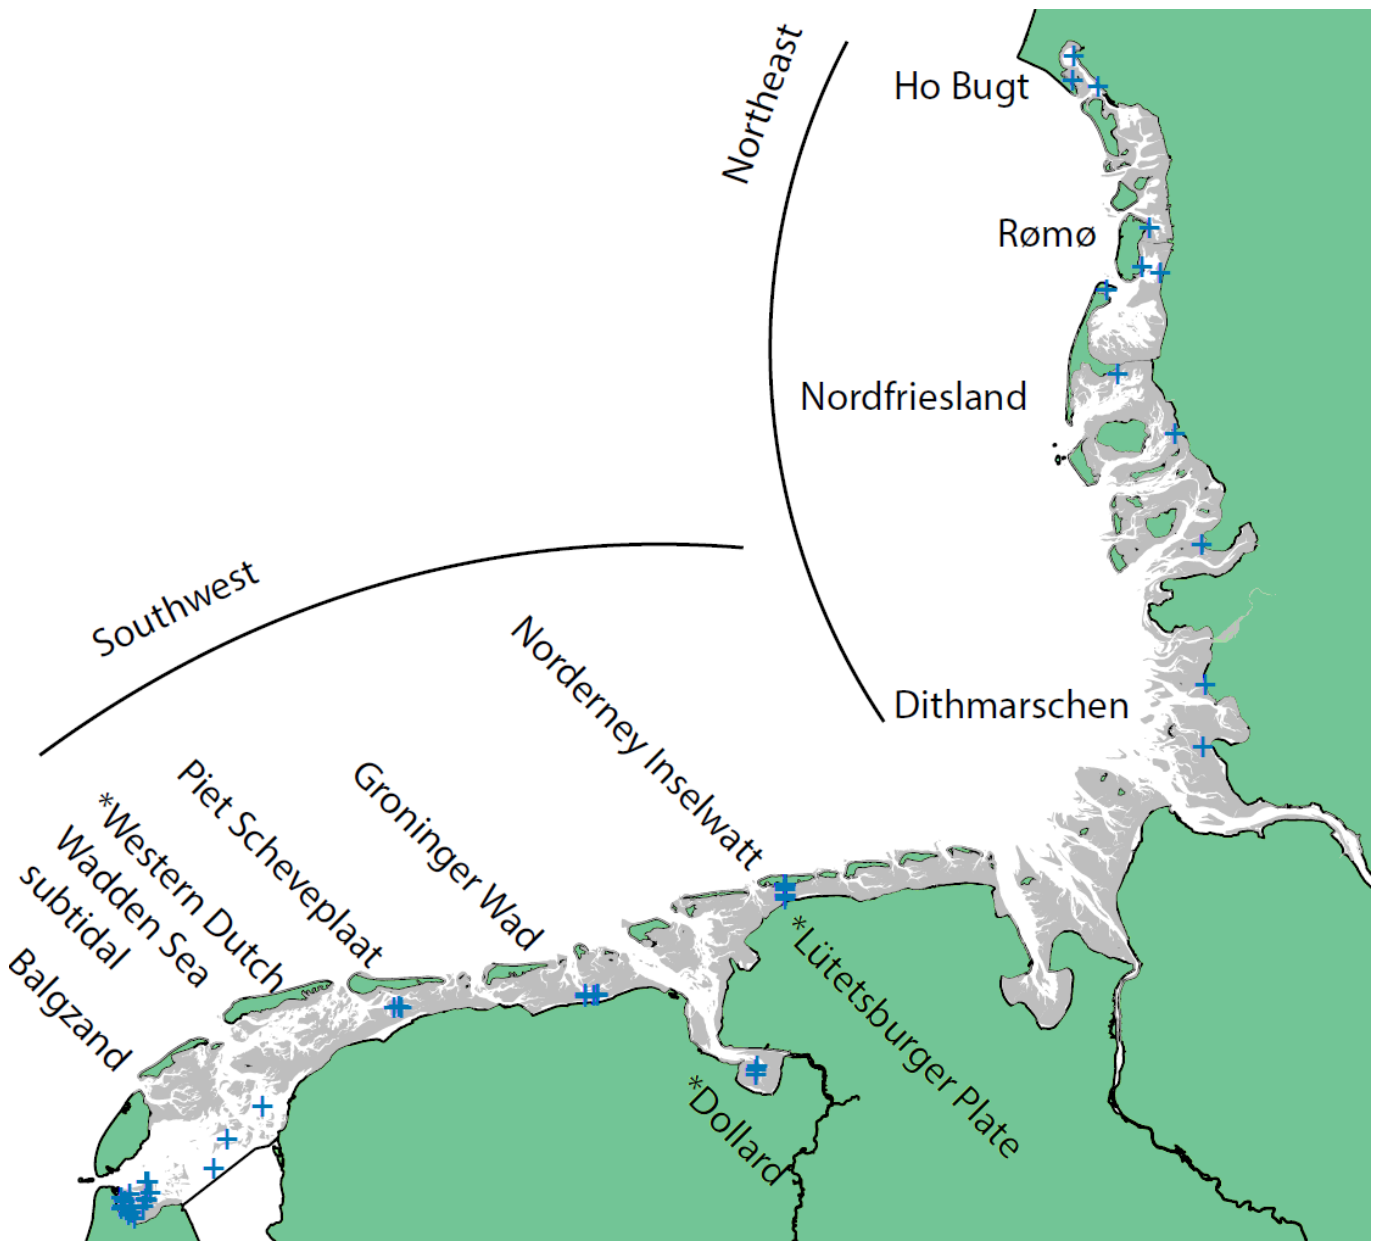 Northeast
Ho Bugt
Rømø
Nordfriesland
Dithmarschen
Southwest
Norderney Inselwatt
Groninger Wad
Piet Scheveplaat
*Western Dutch
Wadden Sea
subtidal
Balgzand
*Lütetsburger Plate
*Dollard